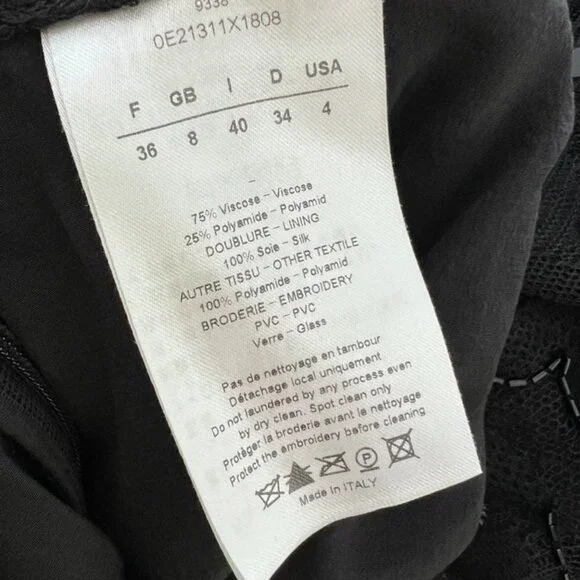 9338
0E21311X1808
F GB I D USA
36 8 40 34 4
-
75% Viscose - Viscose
25% Polyamide - Polyamid
DOUBLURE - LINING
100% Soie - Silk
AUTRE TISSU - OTHER TEXTILE
100% Polyamide - Polyamid
BRODERIE - EMBROIDERY
PVC - PVC
Verre - Glass
Pas de nettoyage en tambour
Détachage local uniquement
Do not laundered by any process even
by dry clean. Spot clean only
Protéger la broderie avant le nettoyage
Protect the embroidery before cleaning
P
Made in ITALY